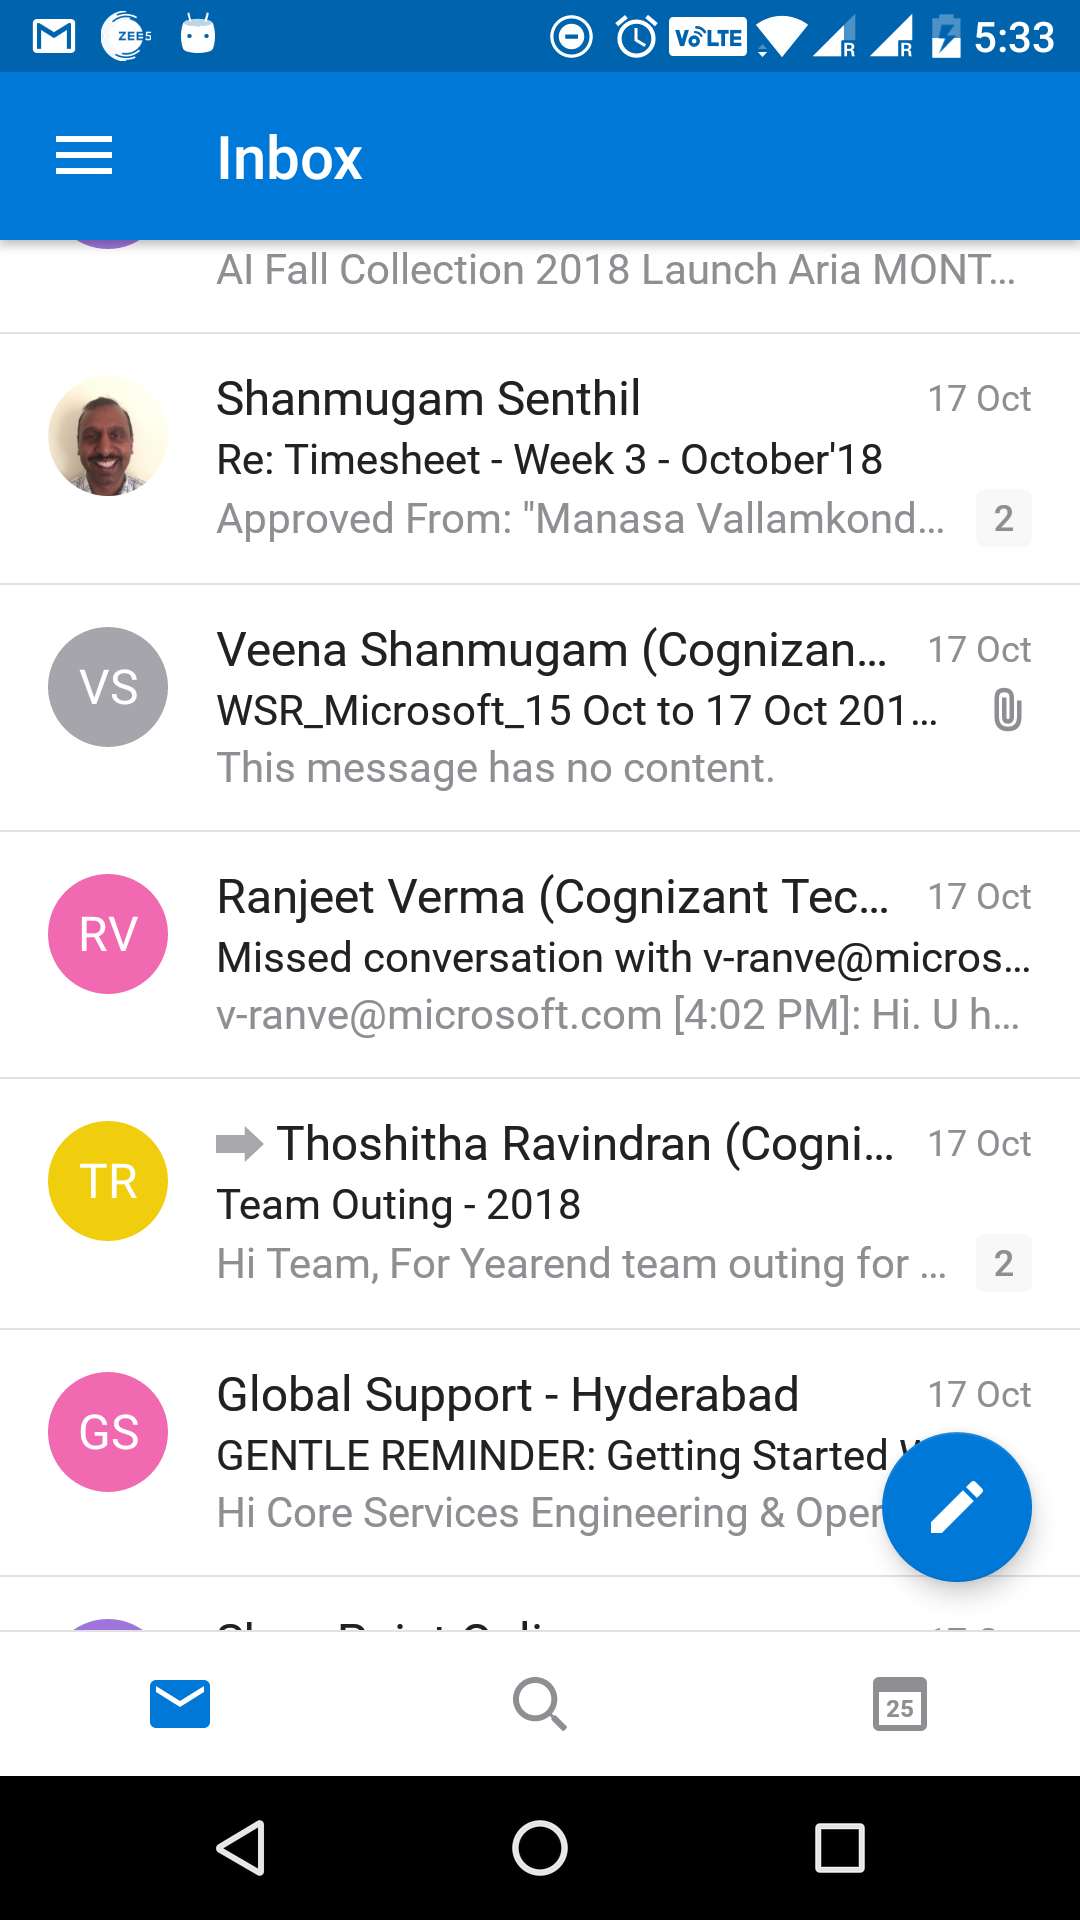 ZEE5
VoLTE
R
R
5:33
Inbox
AI Fall Collection 2018 Launch Aria MONT...
Shanmugam Senthil
17 Oct
Re: Timesheet - Week 3 - October'18
Approved From: "Manasa Vallamkond...
2
VS
Veena Shanmugam (Cognizan...
17 Oct
WSR_Microsoft_15 Oct to 17 Oct 201...
This message has no content.
RV
Ranjeet Verma (Cognizant Tec...
17 Oct
Missed conversation with v-ranve@micros...
v-ranve@microsoft.com [4:02 PM]: Hi. U h...
TR
Thoshitha Ravindran (Cogni...
17 Oct
Team Outing - 2018
Hi Team, For Yearend team outing for ...
2
GS
Global Support - Hyderabad
17 Oct
GENTLE REMINDER: Getting Started
Hi Core Services Engineering & Oper
25